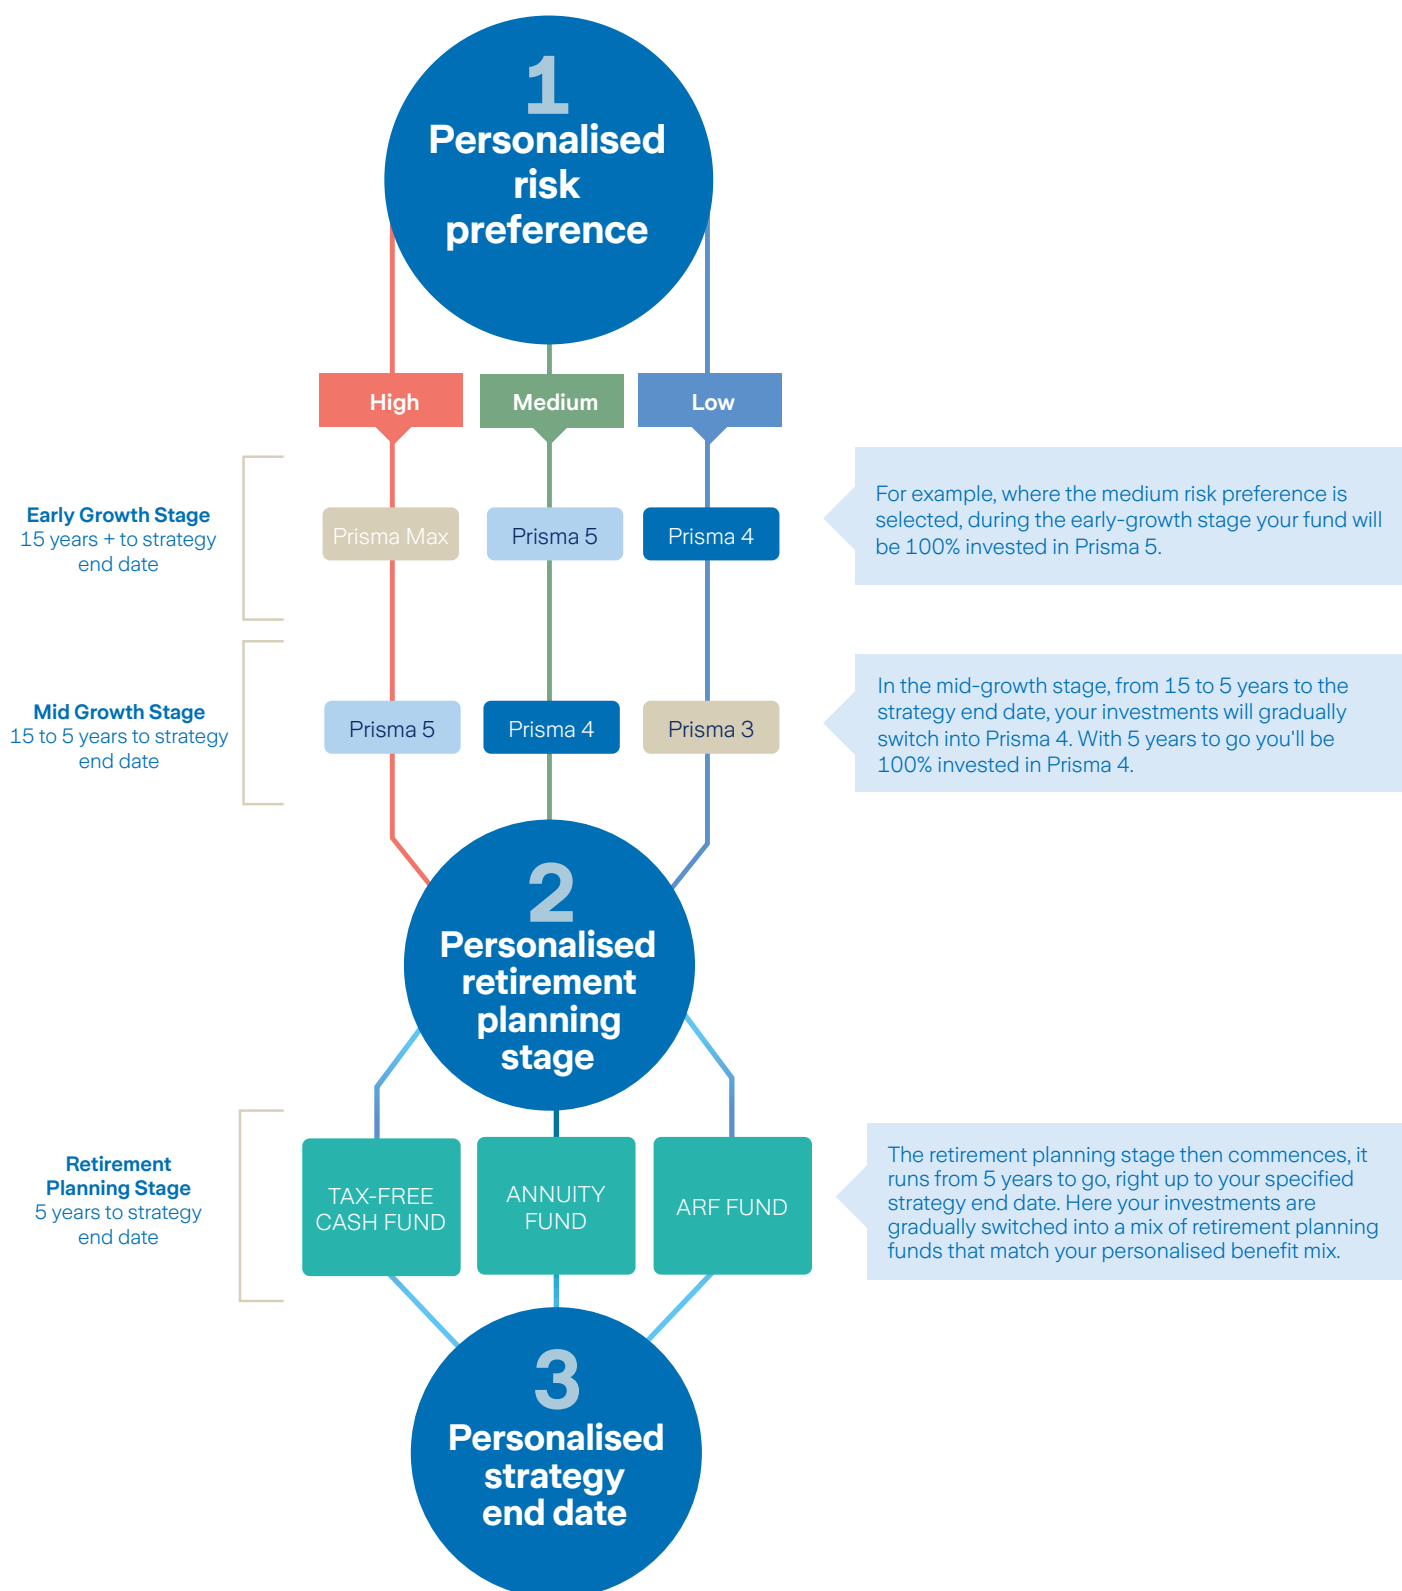 1
Personalised
risk
preference
High
Medium
Low
Early Growth Stage
15 years + to strategy
end date
Prisma Max
Prisma 5
Prisma 4
For example, where the medium risk preference is
selected, during the early-growth stage your fund will
be 100% invested in Prisma 5.
Mid Growth Stage
15 to 5 years to strategy
end date
Prisma 5
Prisma 4
Prisma 3
In the mid-growth stage, from 15 to 5 years to the
strategy end date, your investments will gradually
switch into Prisma 4. With 5 years to go you'll be
100% invested in Prisma 4.
2
Personalised
retirement
planning
stage
Retirement
Planning Stage
5 years to strategy
end date
TAX-FREE
CASH FUND
ANNUITY
FUND
ARF FUND
The retirement planning stage then commences, it
runs from 5 years to go, right up to your specified
strategy end date. Here your investments are
gradually switched into a mix of retirement planning
funds that match your personalised benefit mix.
3
Personalised
strategy
end date